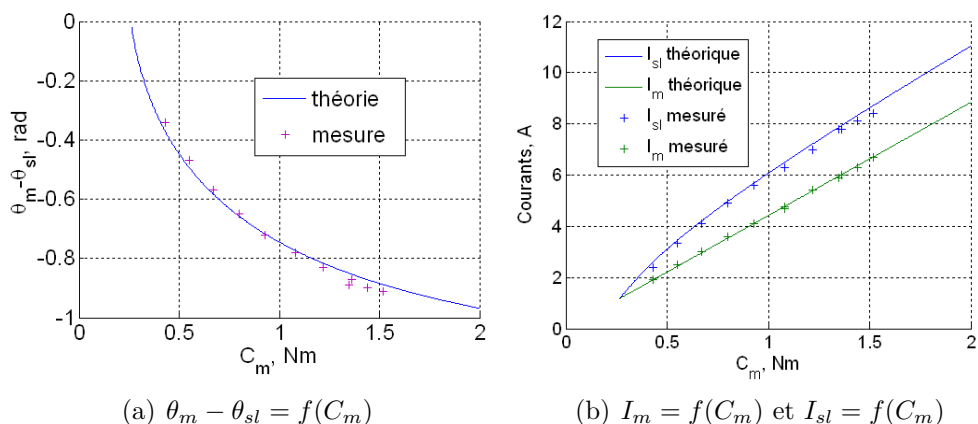 0
-0.2
-0.4
-0.6
-0.8
-1
0
0.5
1
1.5
2
θm-θsl, rad
Cm, Nm
théorie
mesure
(a) θm − θsl = f(Cm)
12
10
8
6
4
2
0
0
0.5
1
1.5
2
Courants, A
Cm, Nm
Isl théorique
Im théorique
Isl mesuré
Im mesuré
(b) Im = f(Cm) et Isl = f(Cm)